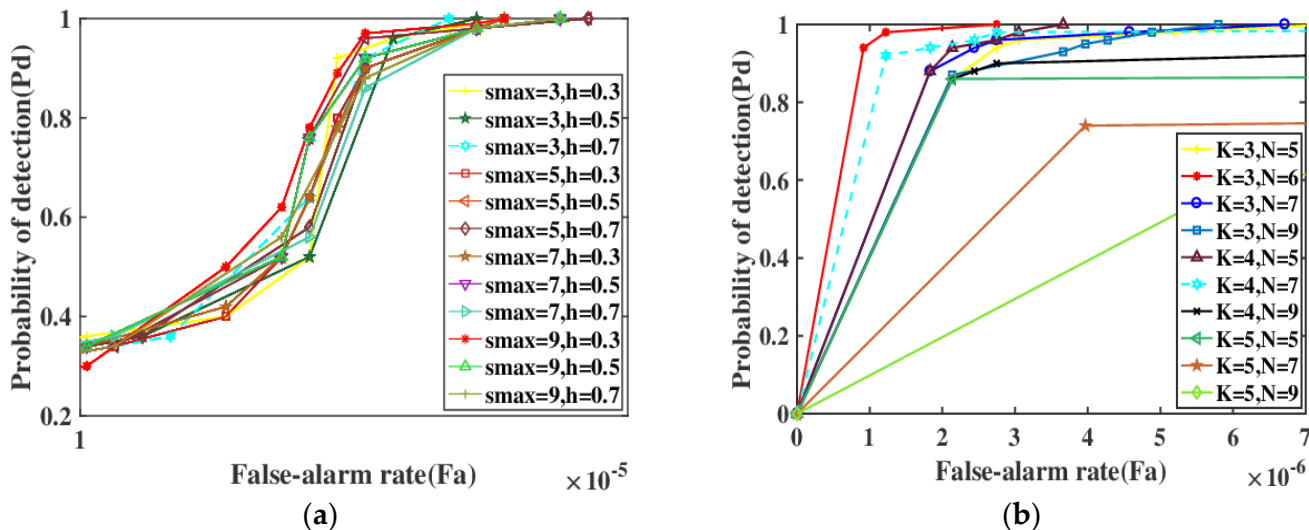 Probability of detection(Pd)
1
0.8
0.6
0.4
0.2
smax=3,h=0.3
smax=3,h=0.5
smax=3,h=0.7
smax=5,h=0.3
smax=5,h=0.5
smax=5,h=0.7
smax=7,h=0.3
smax=7,h=0.5
smax=7,h=0.7
smax=9,h=0.3
smax=9,h=0.5
smax=9,h=0.7
1
False-alarm rate(Fa)
×10-5
(a)
Probability of detection(Pd)
1
0.8
0.6
0.4
0.2
0
K=3,N=5
K=3,N=6
K=3,N=7
K=3,N=9
K=4,N=5
K=4,N=7
K=4,N=9
K=5,N=5
K=5,N=7
K=5,N=9
0 1 2 3 4 5 6 7
False-alarm rate(Fa)
×10-6
(b)